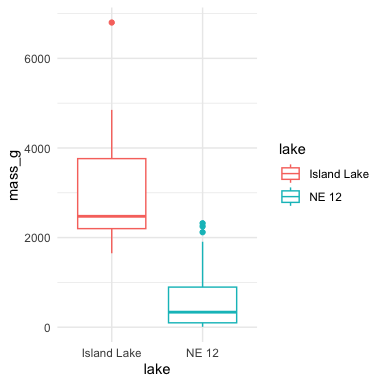 6000
4000
2000
0
mass_g
Island Lake
NE 12
lake
lake
Island Lake
NE 12